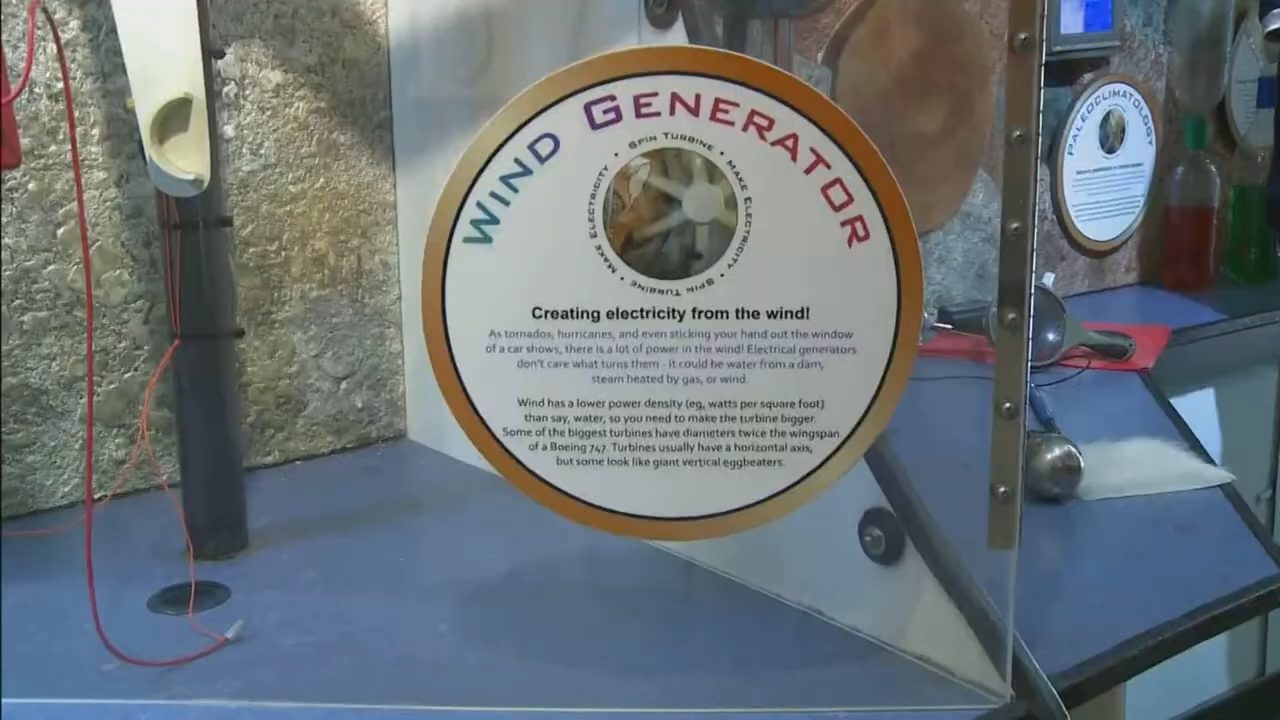 WIND GENERATOR
SPIN TURBINE • MAKE ELECTRICITY • SPIN TURBINE • MAKE ELECTRICITY •
Creating electricity from the wind!
As tornados, hurricanes, and even sticking your hand out the window
of a car shows, there is a lot of power in the wind! Electrical generators
don't care what turns them - it could be water from a dam,
steam heated by gas, or wind.
Wind has a lower power density (eg, watts per square foot)
than say, water, so you need to make the turbine bigger.
Some of the biggest turbines have diameters twice the wingspan
of a Boeing 747. Turbines usually have a horizontal axis,
but some look like giant vertical eggbeaters.
PALEOCLIMATOLOGY